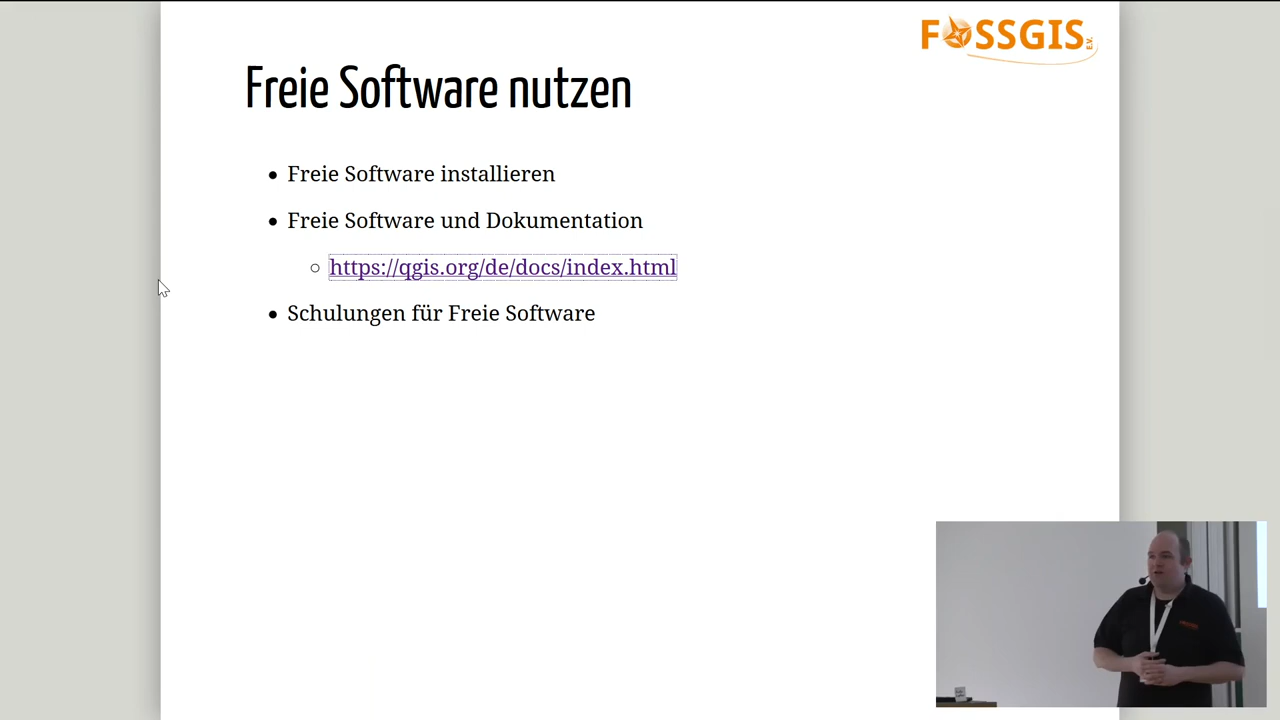 FOSSGIS e.V.
Freie Software nutzen
Freie Software installieren
Freie Software und Dokumentation
https://qgis.org/de/docs/index.html
Schulungen für Freie Software